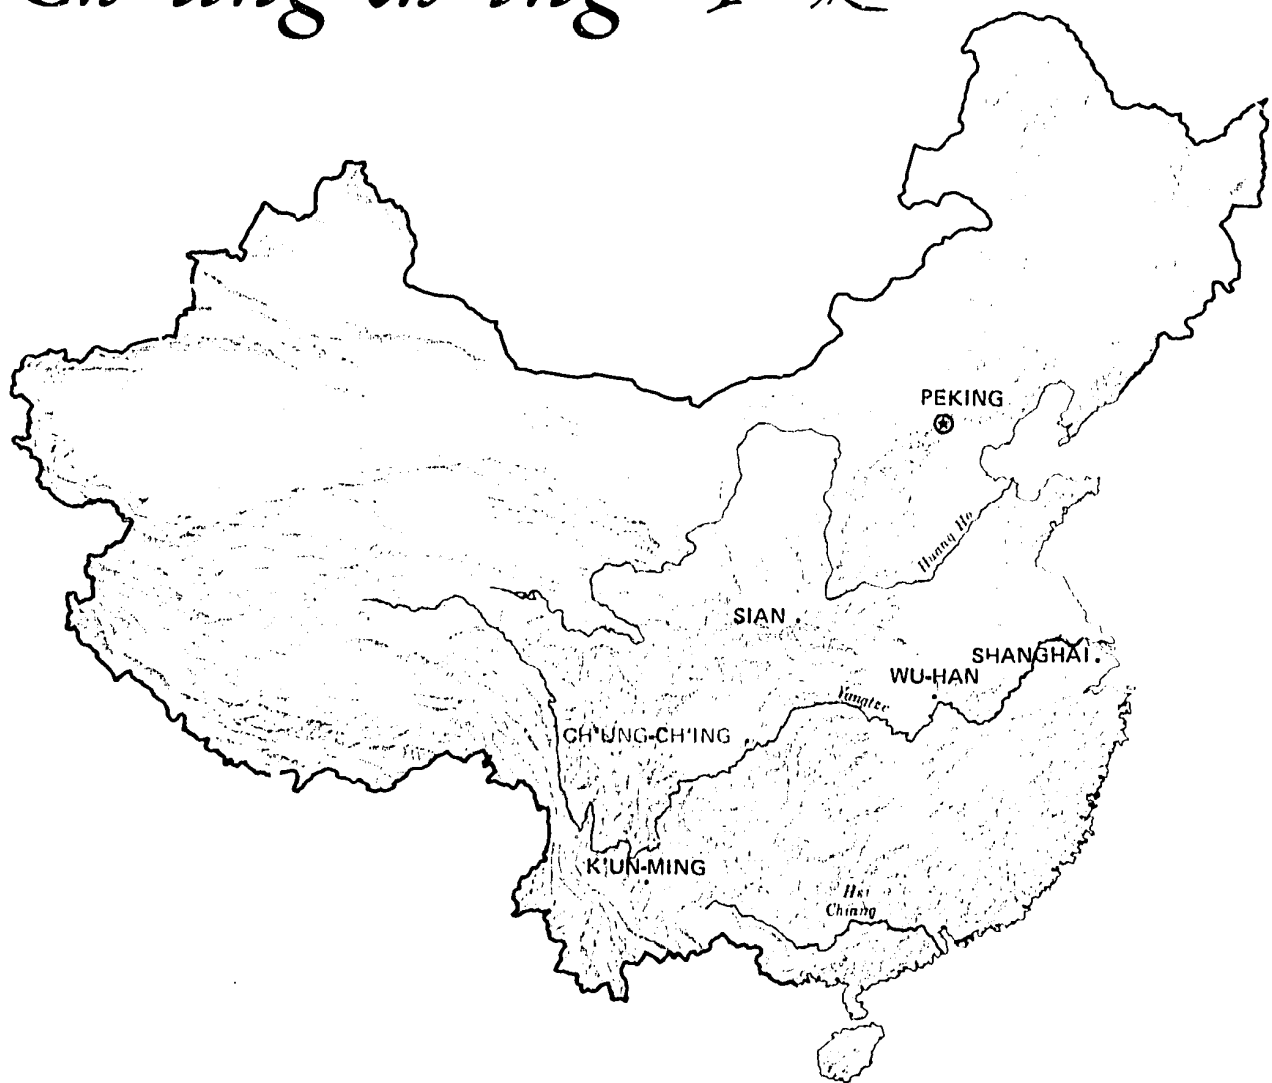 PEKING
Huang Ho
SIAN
SHANGHAI
WU-HAN
Yangtze
CH'UNG-CH'ING
K'UN-MING
Hsi
Chiang